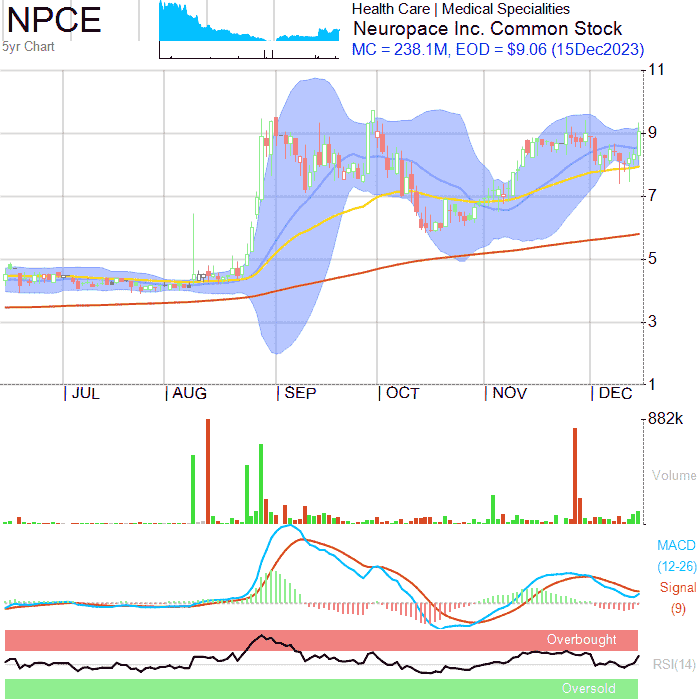 NPCE
5yr Chart
Health Care | Medical Specialities
Neuropace Inc. Common Stock
MC = 238.1M, EOD = $9.06 (15Dec2023)
11
9
7
5
3
1
JUL AUG SEP OCT NOV DEC
882k
Volume
MACD
(12-26)
Signal
(9)
Overbought
RSI(14)
Oversold